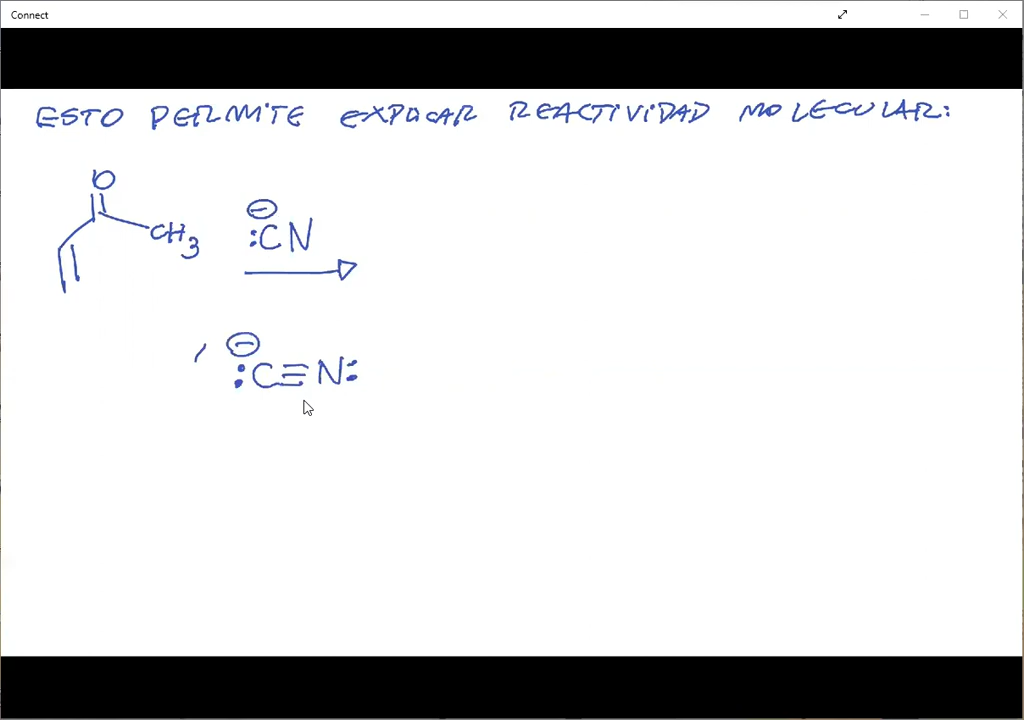 Connect
ESTO PERMITE EXPLICAR REACTIVIDAD MOLECULAR:
O
CH3
⊖
:CN
⊖
:C≡N: